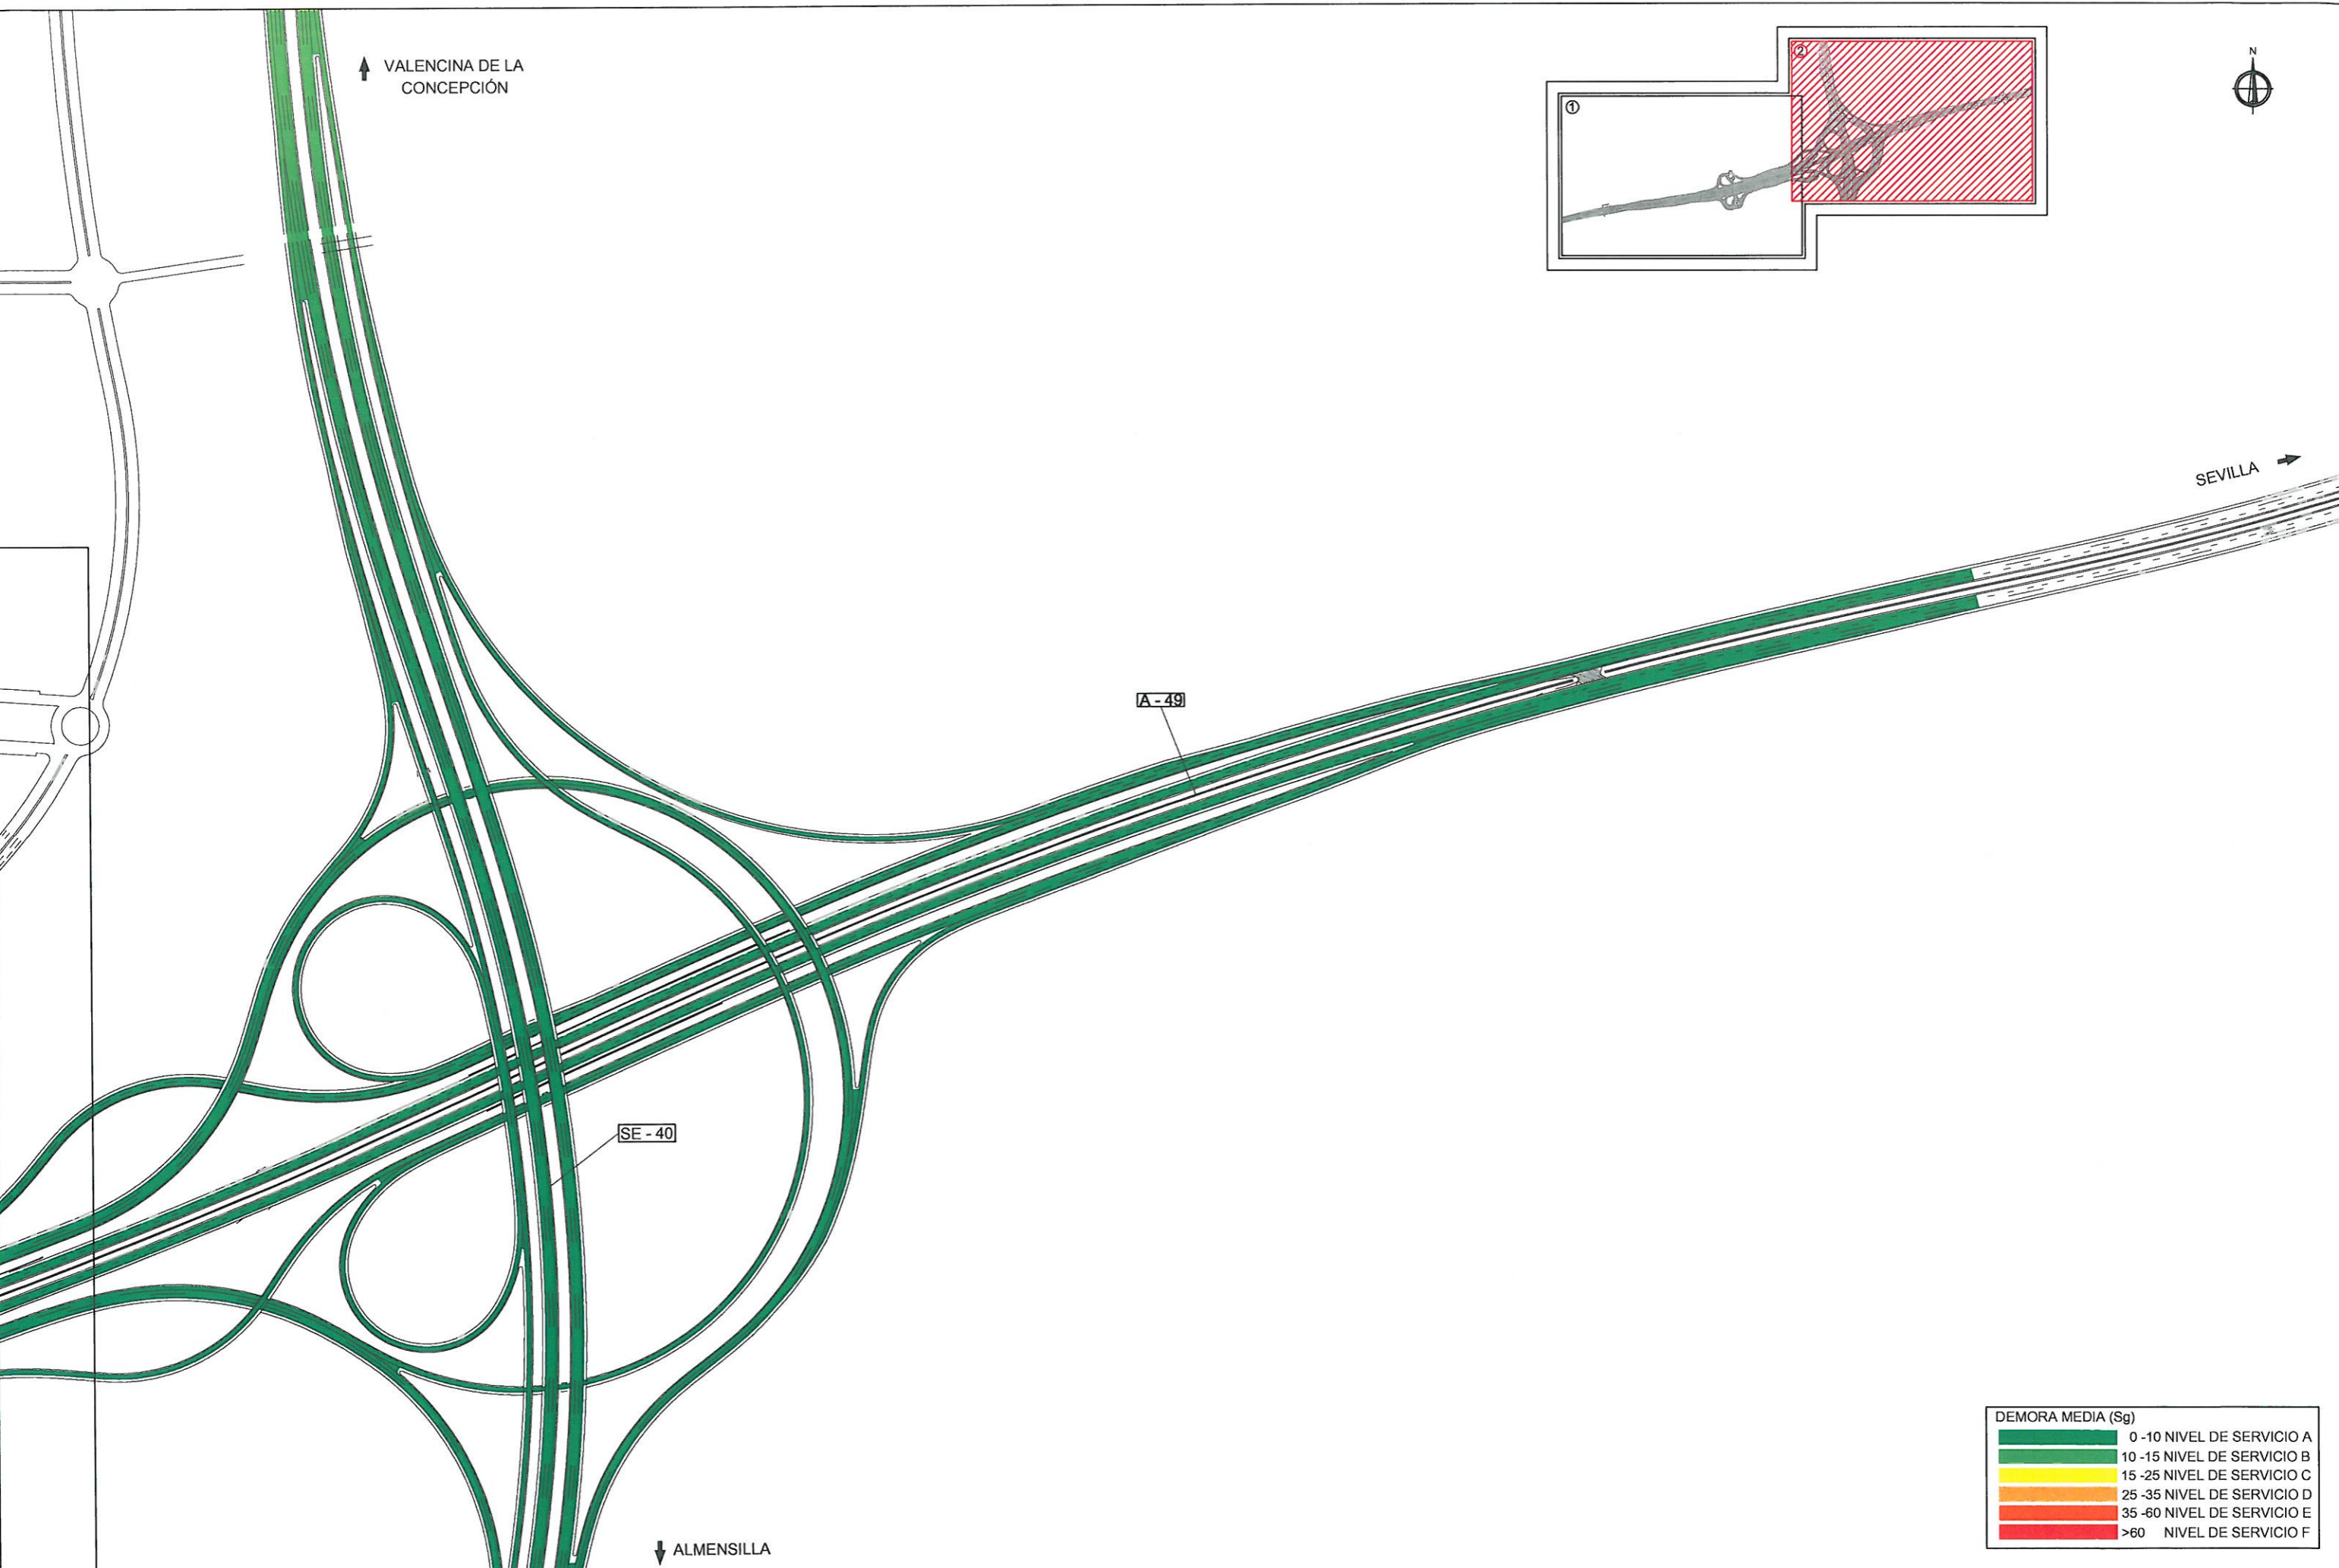 VALENCINA DE LA
CONCEPCIÓN
①
②
N
SEVILLA
A - 49
SE - 40
ALMENSILLA
DEMORA MEDIA (Sg)
0 -10 NIVEL DE SERVICIO A
10 -15 NIVEL DE SERVICIO B
15 -25 NIVEL DE SERVICIO C
25 -35 NIVEL DE SERVICIO D
35 -60 NIVEL DE SERVICIO E
>60 NIVEL DE SERVICIO F